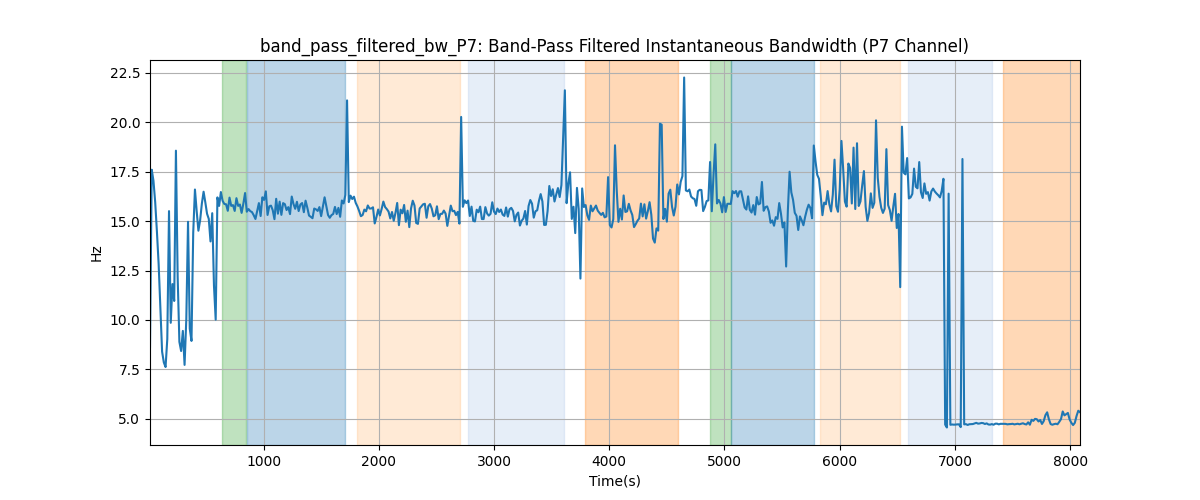 band_pass_filtered_bw_P7: Band-Pass Filtered Instantaneous Bandwidth (P7 Channel)
22.5
20.0
17.5
15.0
12.5
10.0
7.5
5.0
Hz
1000 2000 3000 4000 5000 6000 7000 8000
Time(s)